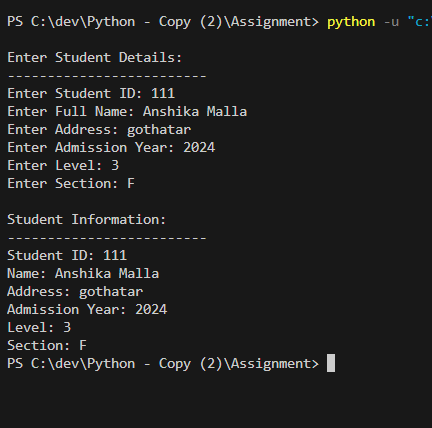 PS C:\dev\Python - Copy (2)\Assignment> python -u "c:\
Enter Student Details:
-------------------------
Enter Student ID: 111
Enter Full Name: Anshika Malla
Enter Address: gothatar
Enter Admission Year: 2024
Enter Level: 3
Enter Section: F
Student Information:
-------------------------
Student ID: 111
Name: Anshika Malla
Address: gothatar
Admission Year: 2024
Level: 3
Section: F
PS C:\dev\Python - Copy (2)\Assignment>